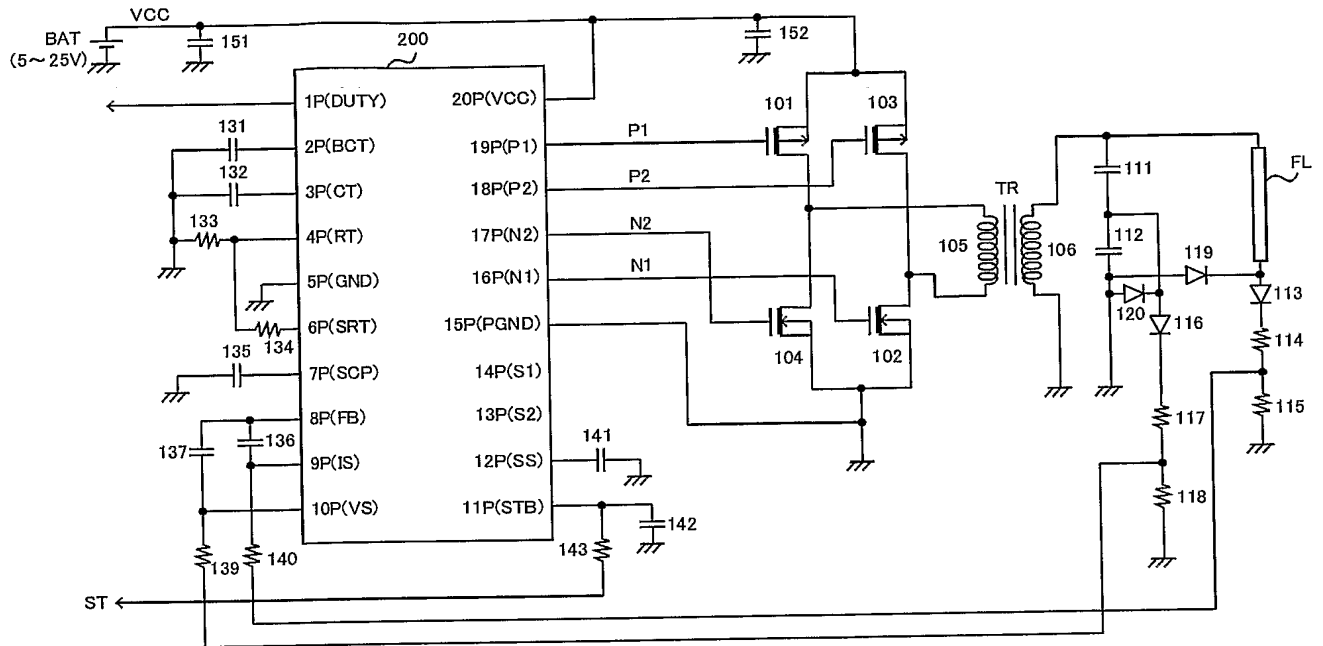 VCC
BAT
(5～25V)
151
152
200
1P(DUTY)
2P(BCT)
3P(CT)
4P(RT)
5P(GND)
6P(SRT)
7P(SCP)
8P(FB)
9P(IS)
10P(VS)
20P(VCC)
19P(P1)
18P(P2)
17P(N2)
16P(N1)
15P(PGND)
14P(S1)
13P(S2)
12P(SS)
11P(STB)
131
132
133
134
135
136
137
139
140
141
142
143
ST
P1
P2
N2
N1
101
103
104
102
TR
105
106
111
112
FL
119
113
120
116
114
115
117
118